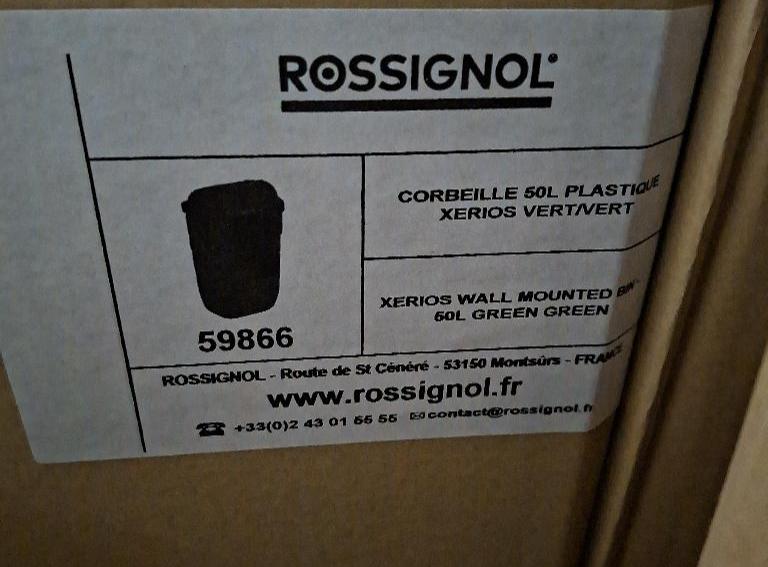 ROSSIGNOL®
CORBEILLE 50L PLASTIQUE
XERIOS VERT/VERT
XERIOS WALL MOUNTED BIN
50L GREEN GREEN
59866
ROSSIGNOL - Route de St Cénéré - 53150 Montsûrs - FRANCE
www.rossignol.fr
+33(0)2 43 01 55 55 contact@rossignol.fr